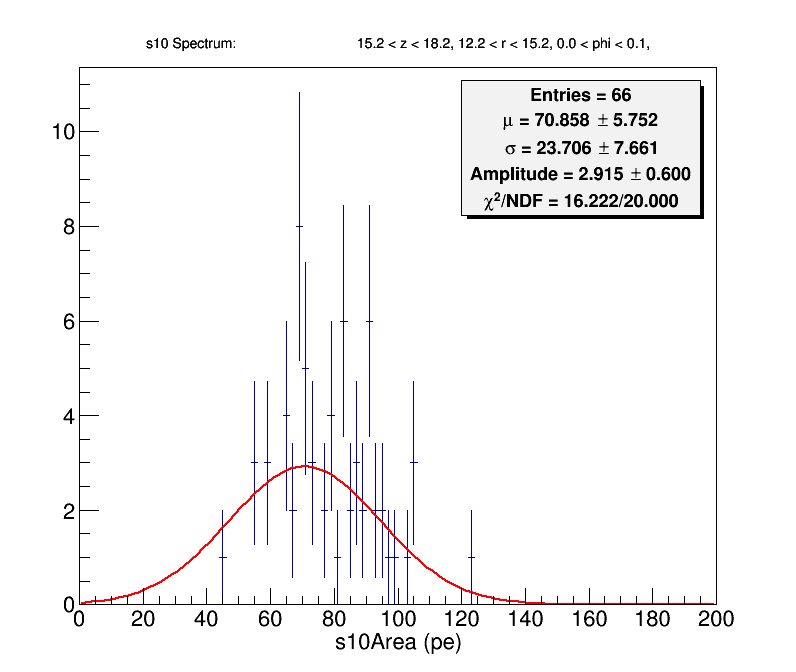 s10 Spectrum: 15.2 < z < 18.2, 12.2 < r < 15.2, 0.0 < phi < 0.1,
Entries = 66
μ = 70.858 ± 5.752
σ = 23.706 ± 7.661
Amplitude = 2.915 ± 0.600
χ²/NDF = 16.222/20.000
10
8
6
4
2
0
0 20 40 60 80 100 120 140 160 180 200
s10Area (pe)